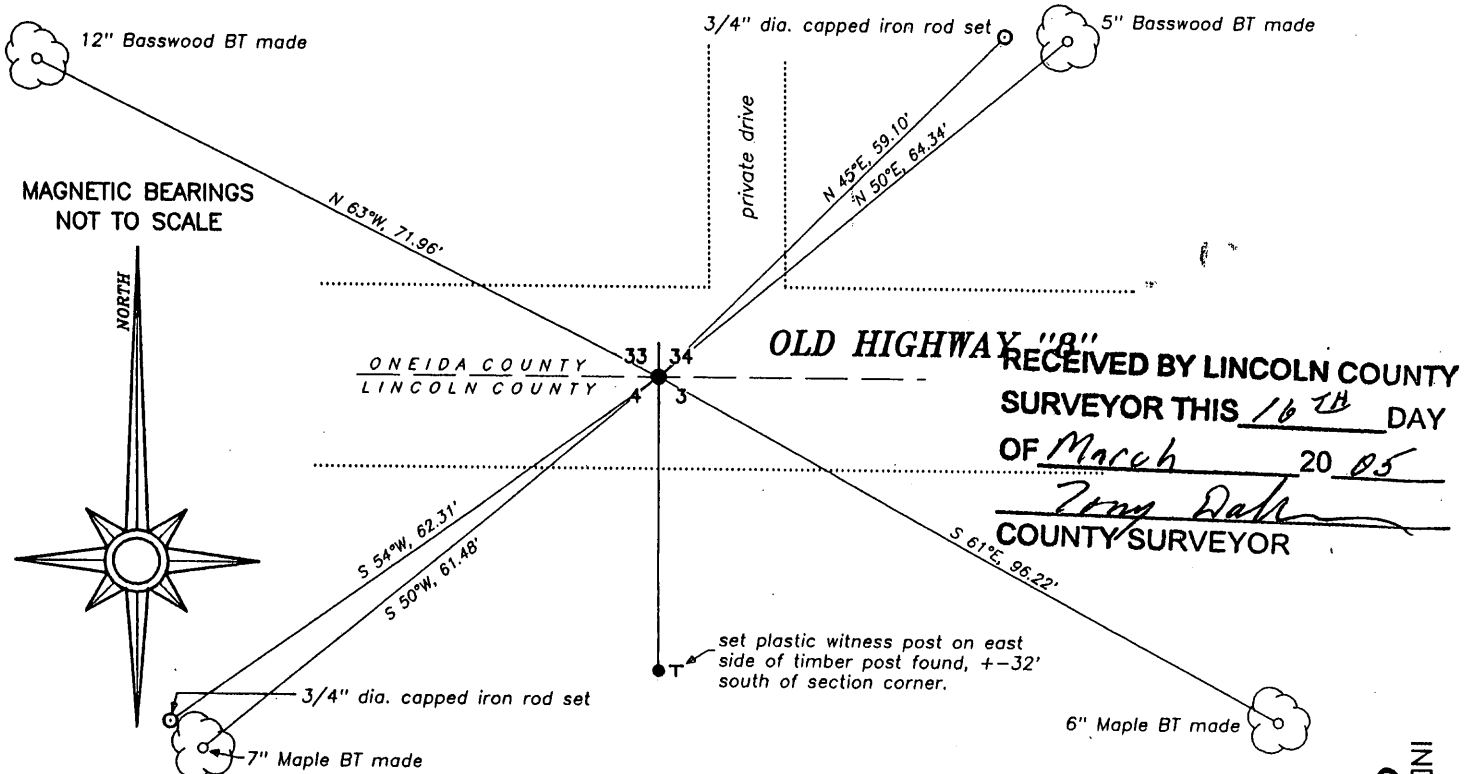 12" Basswood BT made
3/4" dia. capped iron rod set
5" Basswood BT made
private drive
N 45°E, 59.10'
N 50°E, 64.34'
MAGNETIC BEARINGS
NOT TO SCALE
N 63°W, 71.96'
NORTH
OLD HIGHWAY "8"
33 34
ONEIDA COUNTY
LINCOLN COUNTY
4 3
RECEIVED BY LINCOLN COUNTY
SURVEYOR THIS 16TH DAY
OF March 20 05
COUNTY SURVEYOR
S 54°W, 62.31'
S 50°W, 61.48'
S 61°E, 96.22'
set plastic witness post on east
side of timber post found, +-32'
south of section corner.
T
3/4" dia. capped iron rod set
7" Maple BT made
6" Maple BT made